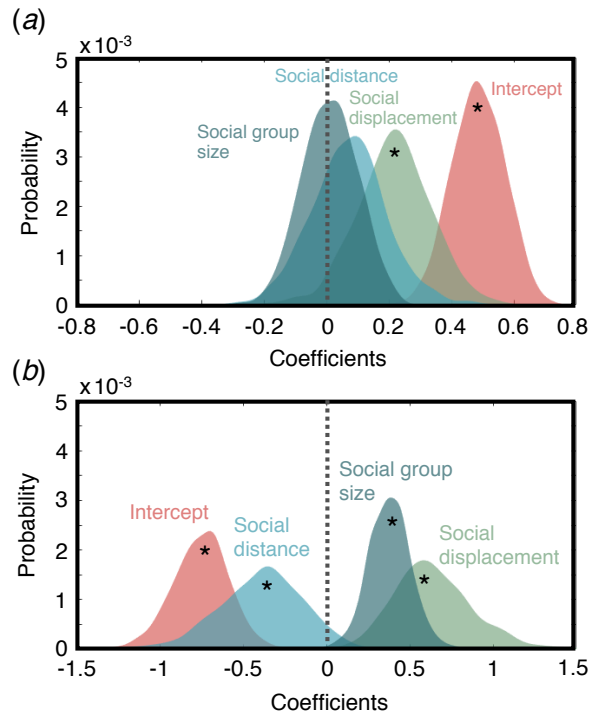 (a)
x 10-3
5
4
3
2
1
0
Probability
Social distance
Social group
size
Social
displacement
Intercept
*
*
-0.8 -0.6 -0.4 -0.2 0 0.2 0.4 0.6 0.8
Coefficients
(b)
x 10-3
5
4
3
2
1
0
Probability
Intercept
Social
distance
Social group
size
Social
displacement
*
*
*
*
-1.5 -1 -0.5 0 0.5 1 1.5
Coefficients